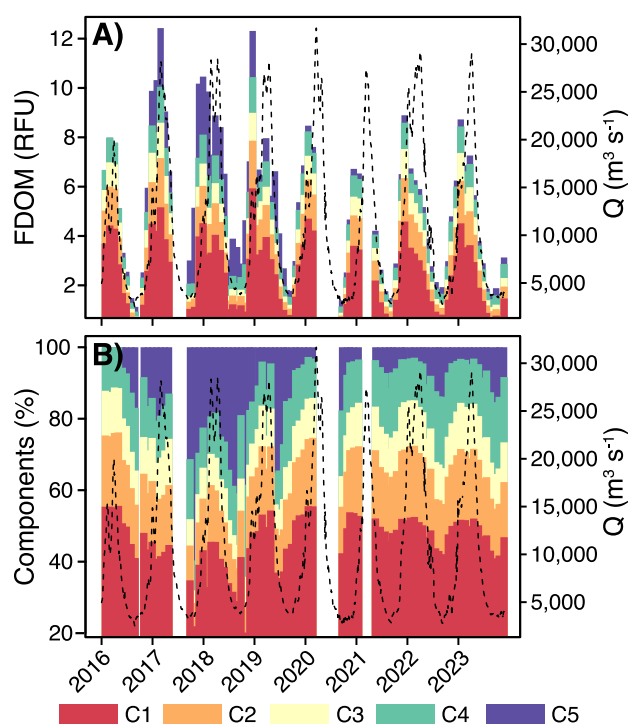 A)
FDOM (RFU)
12
10
8
6
4
2
30,000
25,000
20,000
15,000
10,000
5,000
Q (m³ s⁻¹)
B)
Components (%)
100
80
60
40
20
30,000
25,000
20,000
15,000
10,000
5,000
Q (m³ s⁻¹)
2016 2017 2018 2019 2020 2021 2022 2023
C1 C2 C3 C4 C5